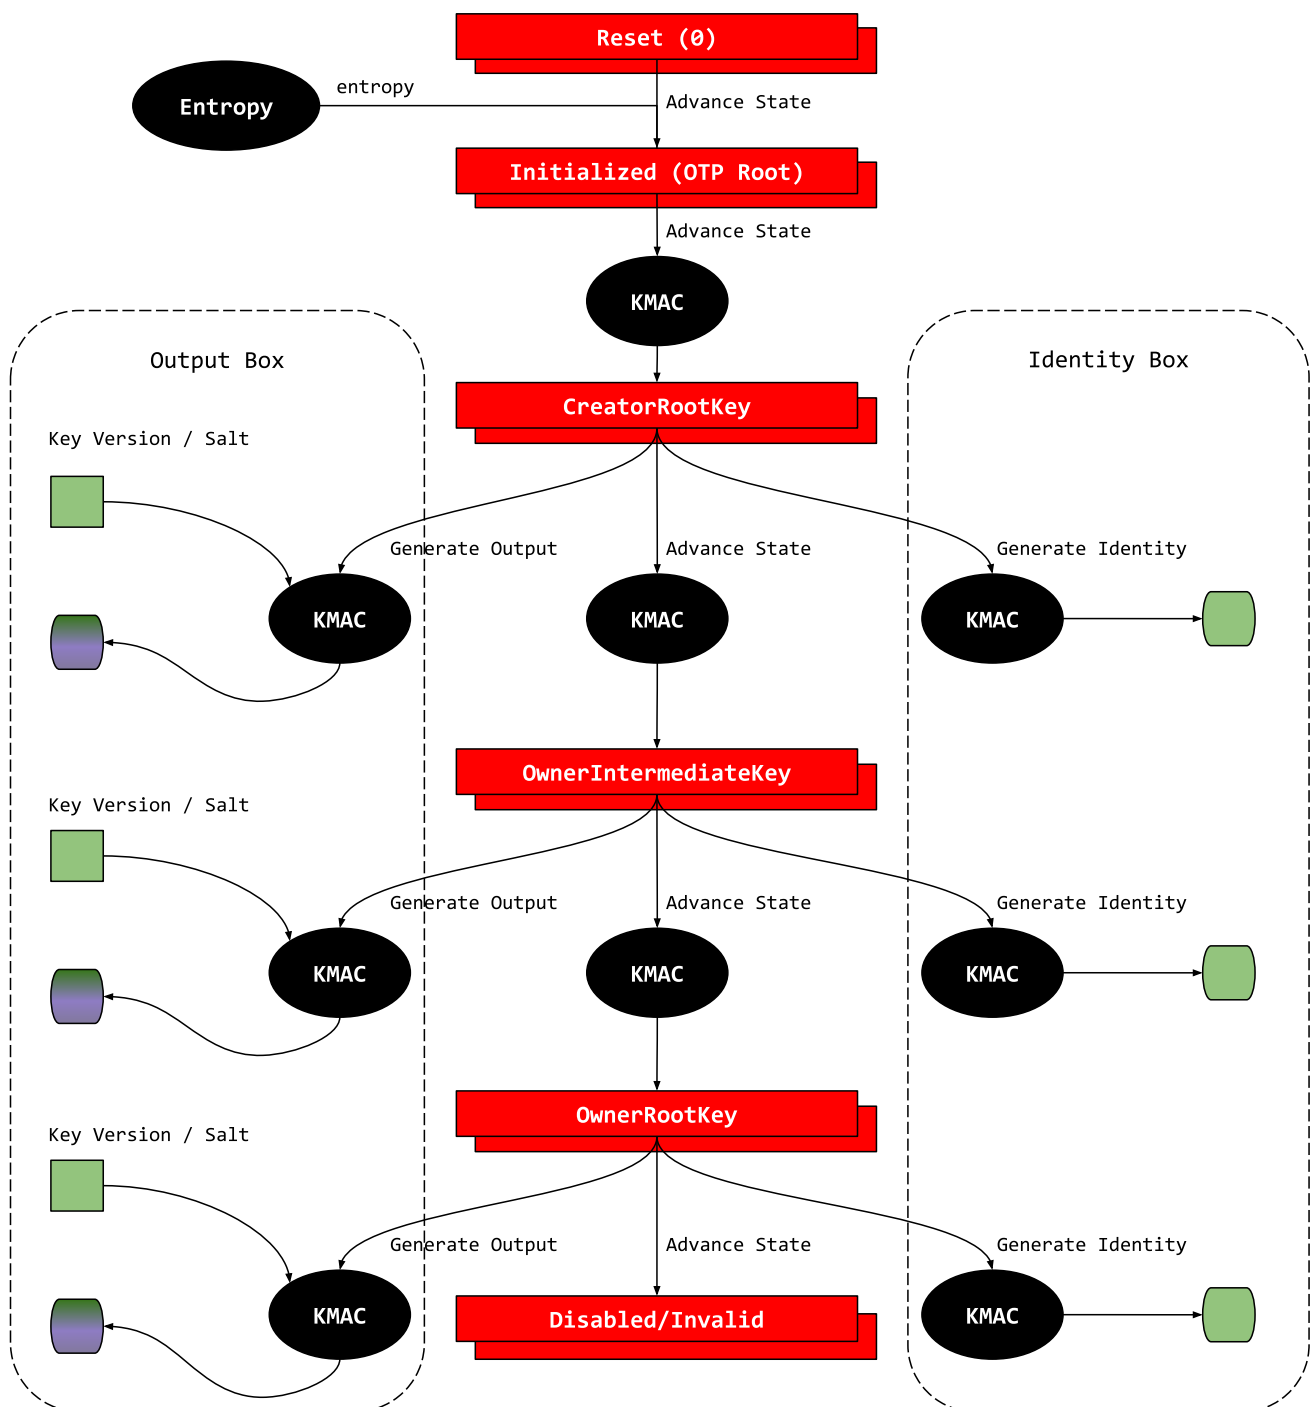 Reset (0)
entropy
Entropy
Advance State
Initialized (OTP Root)
Advance State
KMAC
Output Box
Identity Box
CreatorRootKey
Key Version / Salt
Generate Output
Advance State
Generate Identity
KMAC
KMAC
KMAC
OwnerIntermediateKey
Key Version / Salt
Generate Output
Advance State
Generate Identity
KMAC
KMAC
KMAC
OwnerRootKey
Key Version / Salt
Generate Output
Advance State
Generate Identity
KMAC
Disabled/Invalid
KMAC